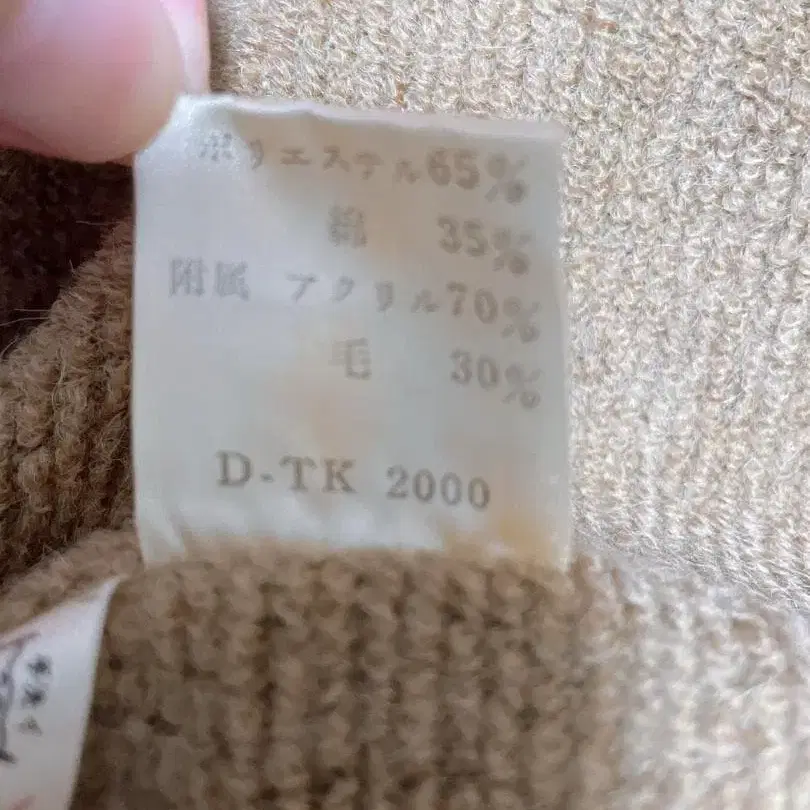 ポリエステル65%
綿 35%
附属 アクリル70%
毛 30%
D-TK 2000